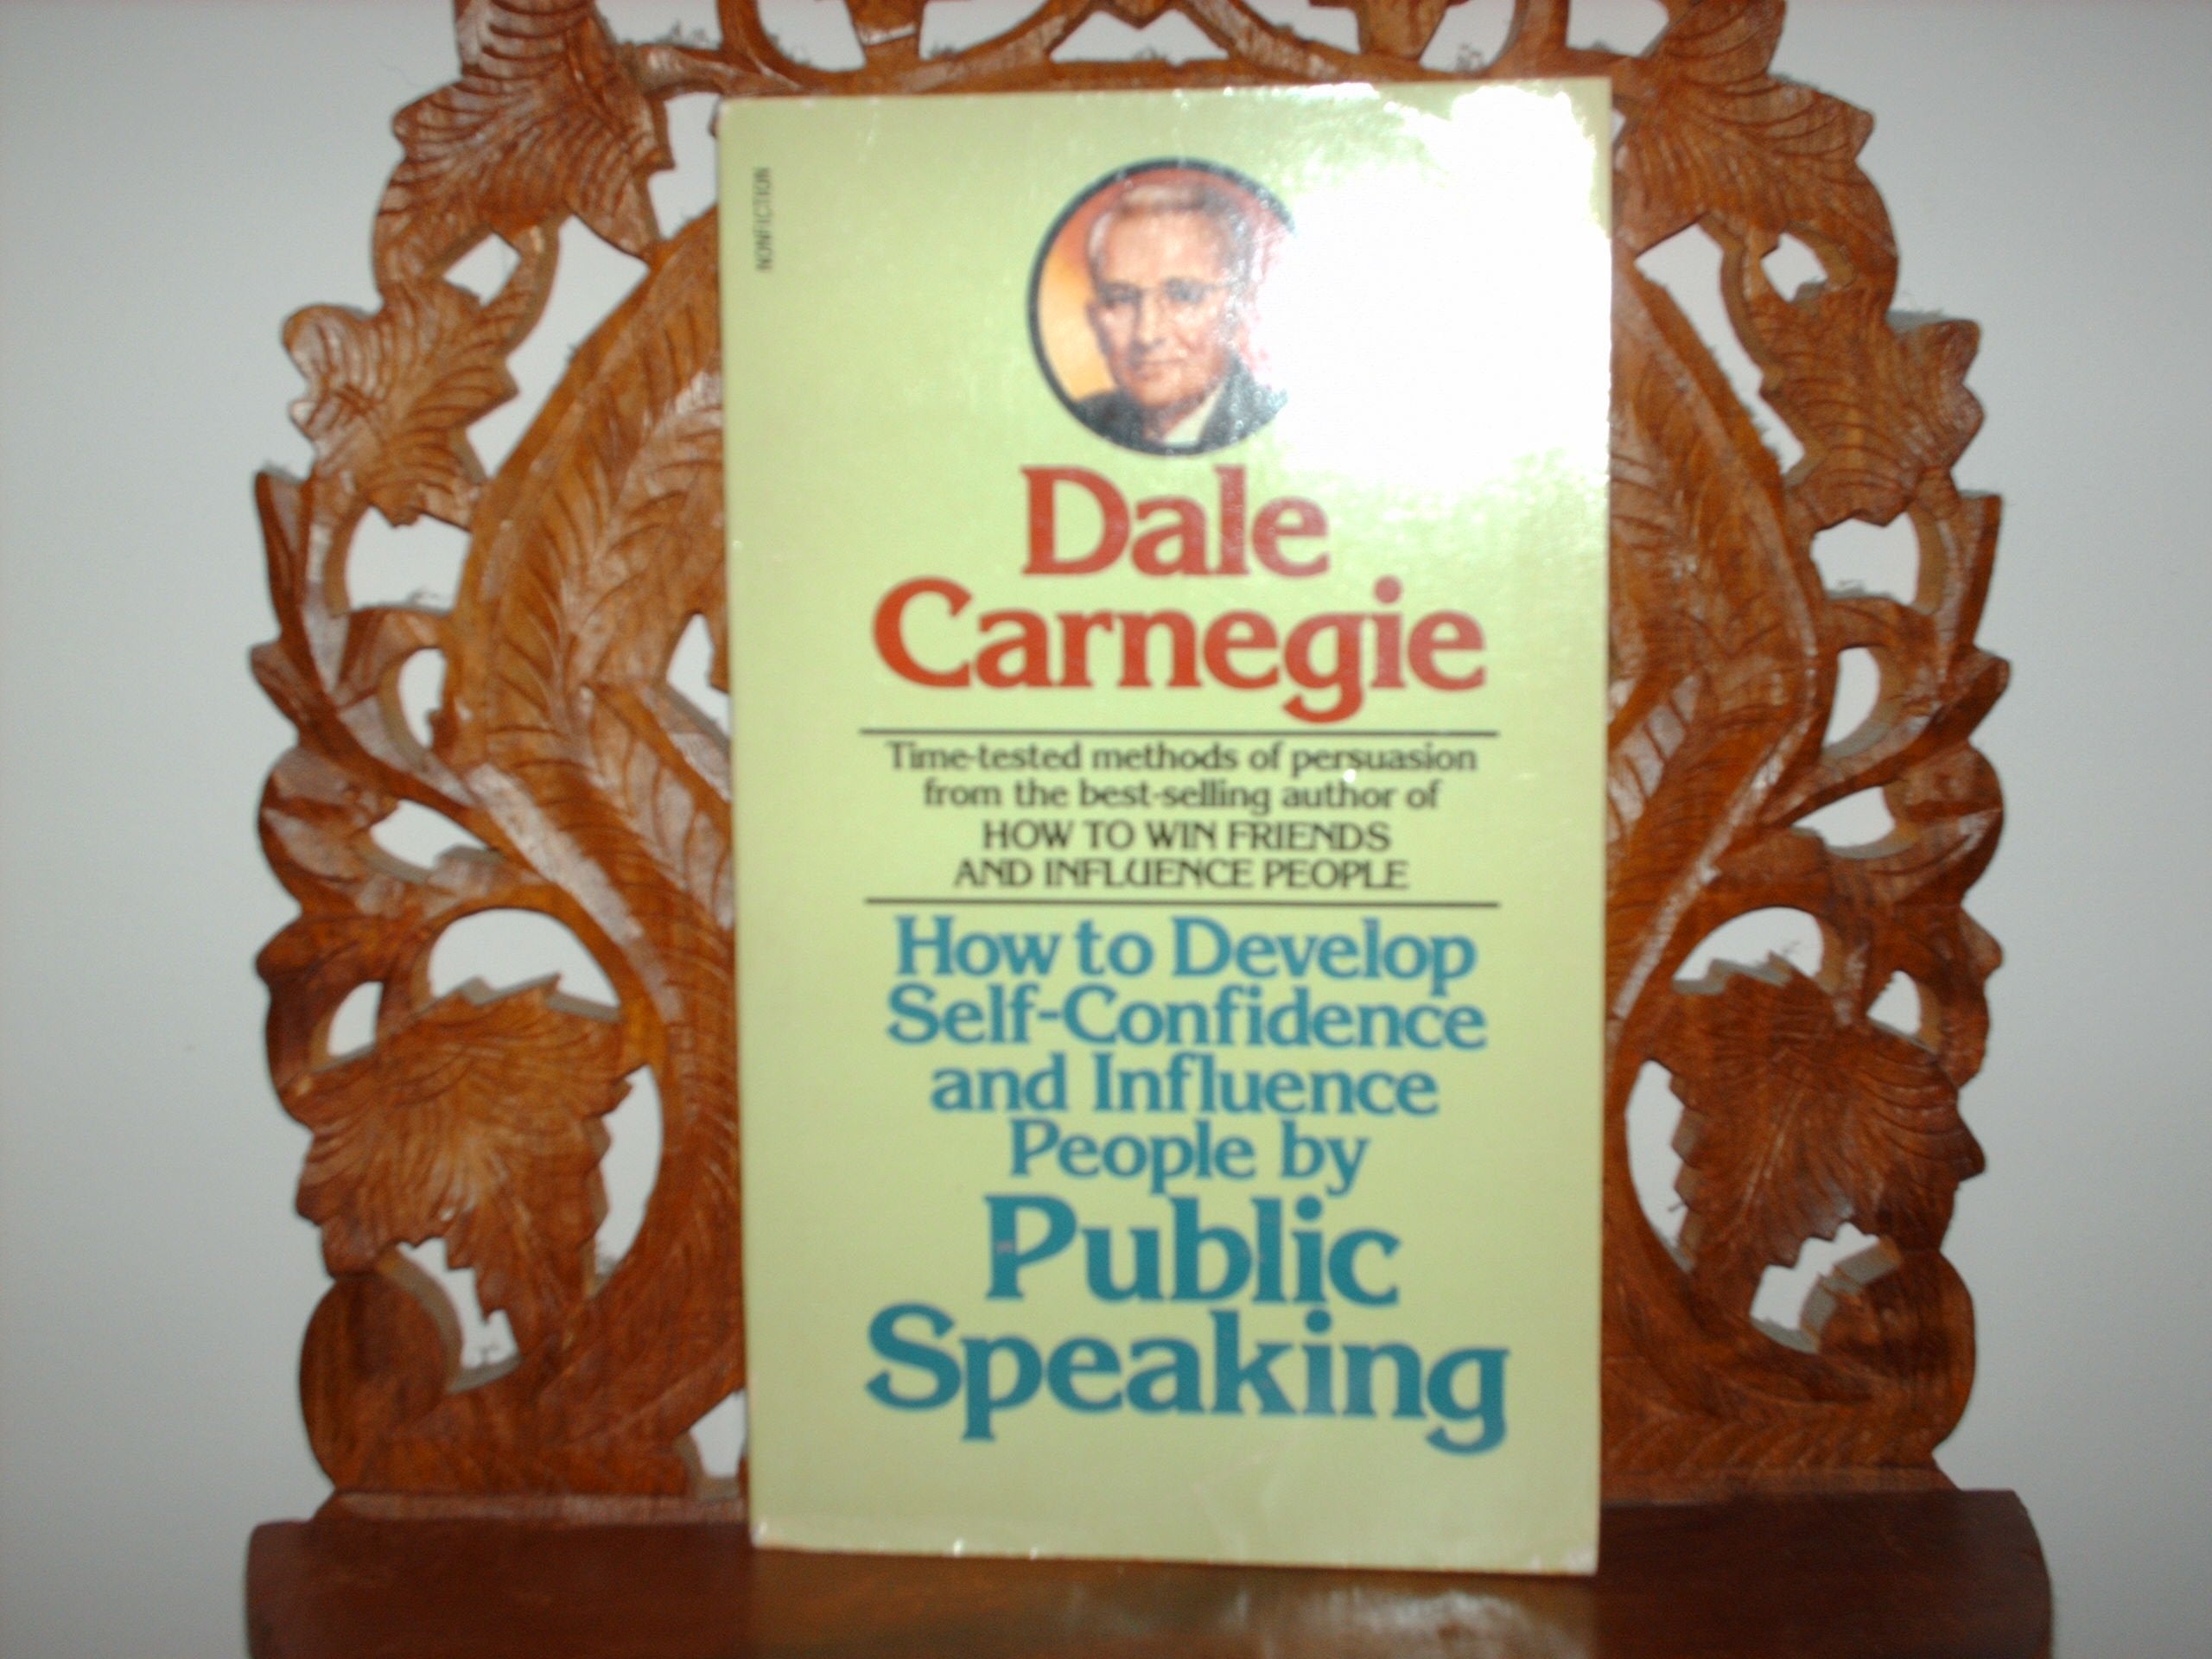 NONFICTION
Dale
Carnegie
Time-tested methods of persuasion
from the best-selling author of
HOW TO WIN FRIENDS
AND INFLUENCE PEOPLE
How to Develop
Self-Confidence
and Influence
People by
Public
Speaking